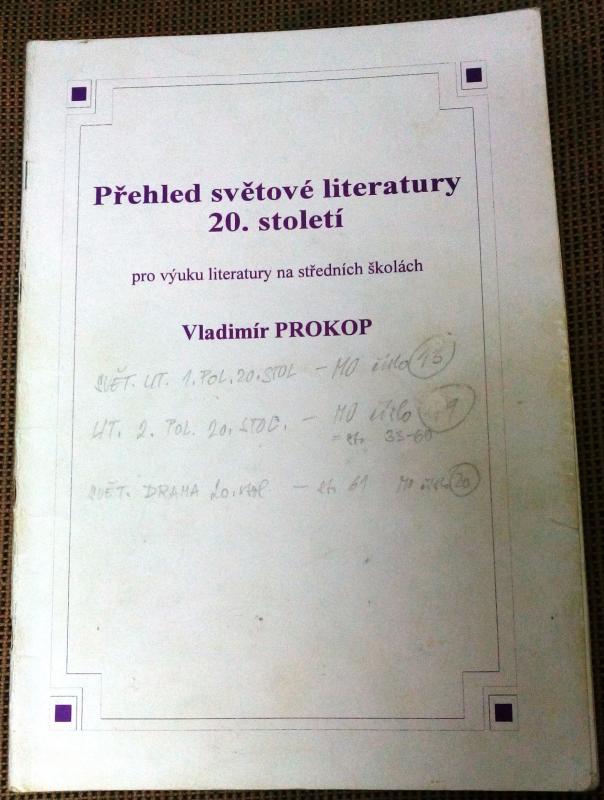 Přehled světové literatury
20. století
pro výuku literatury na středních školách
Vladimír PROKOP
SVĚT. LIT. 1. POL. 20. STOL – MO číslo 13
LIT. 2. POL. 20. STOL. – MO číslo 9
= str. 33-60
SVĚT. DRAMA 20. stol. – str. 61 MO číslo 20